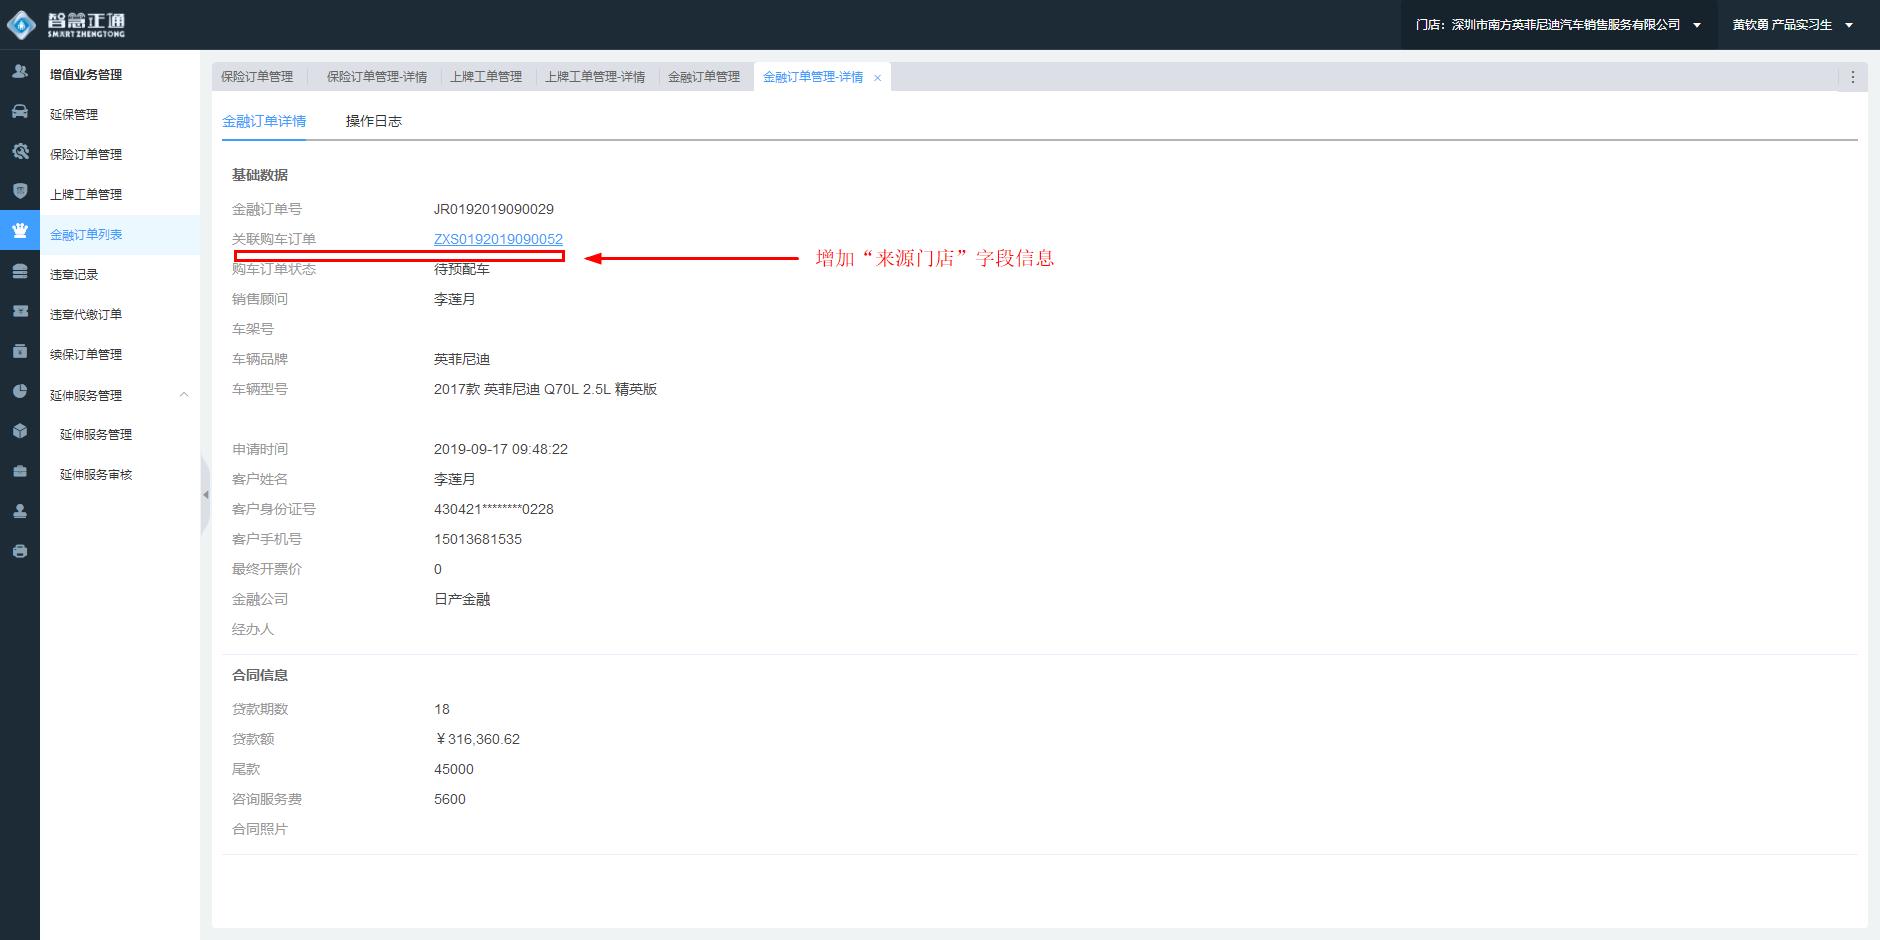 智慧正通
SMART ZHENGTONG
门店：深圳市南方英菲尼迪汽车销售服务有限公司
黄钦勇 产品实习生
增值业务管理
延保管理
保险订单管理
上牌工单管理
金融订单列表
违章记录
违章代缴订单
续保订单管理
延伸服务管理
延伸服务管理
延伸服务审核
保险订单管理
保险订单管理-详情
上牌工单管理
上牌工单管理-详情
金融订单管理
金融订单管理-详情 ×
金融订单详情
操作日志
基础数据
金融订单号 JR0192019090029
关联购车订单 ZXS0192019090052
增加“来源门店”字段信息
购车订单状态 待预配车
销售顾问 李莲月
车架号
车辆品牌 英菲尼迪
车辆型号 2017款 英菲尼迪 Q70L 2.5L 精英版
申请时间 2019-09-17 09:48:22
客户姓名 李莲月
客户身份证号 430421********0228
客户手机号 15013681535
最终开票价 0
金融公司 日产金融
经办人
合同信息
贷款期数 18
贷款额 ￥316,360.62
尾款 45000
咨询服务费 5600
合同照片